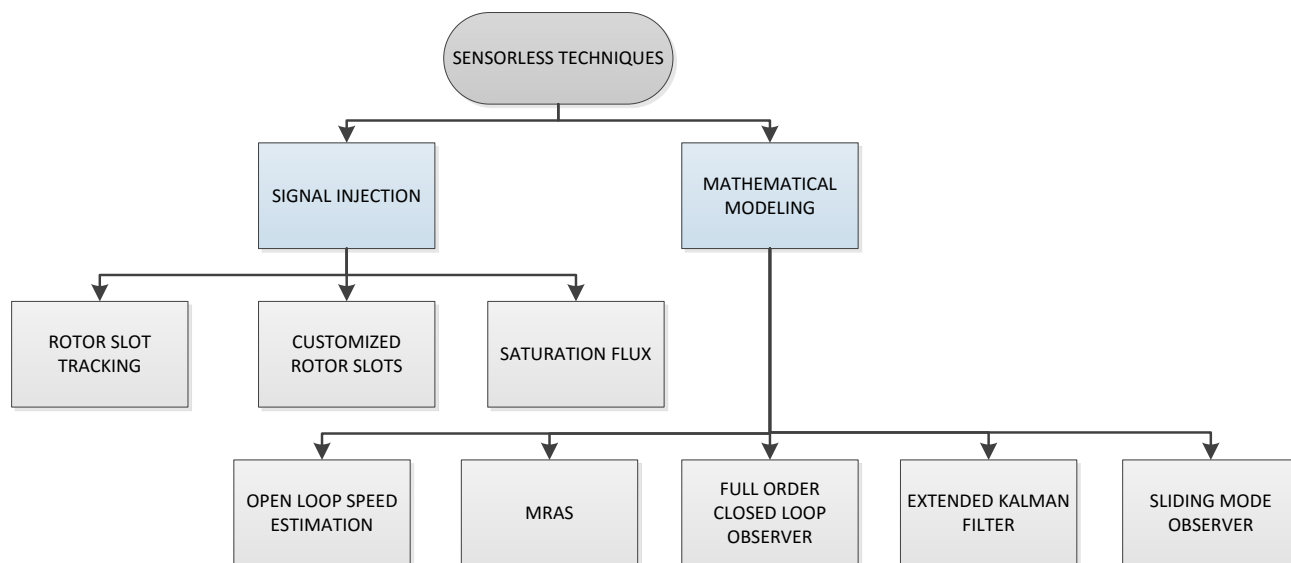 SENSORLESS TECHNIQUES
SIGNAL INJECTION
MATHEMATICAL
MODELING
ROTOR SLOT
TRACKING
CUSTOMIZED
ROTOR SLOTS
SATURATION FLUX
OPEN LOOP SPEED
ESTIMATION
MRAS
FULL ORDER
CLOSED LOOP
OBSERVER
EXTENDED KALMAN
FILTER
SLIDING MODE
OBSERVER